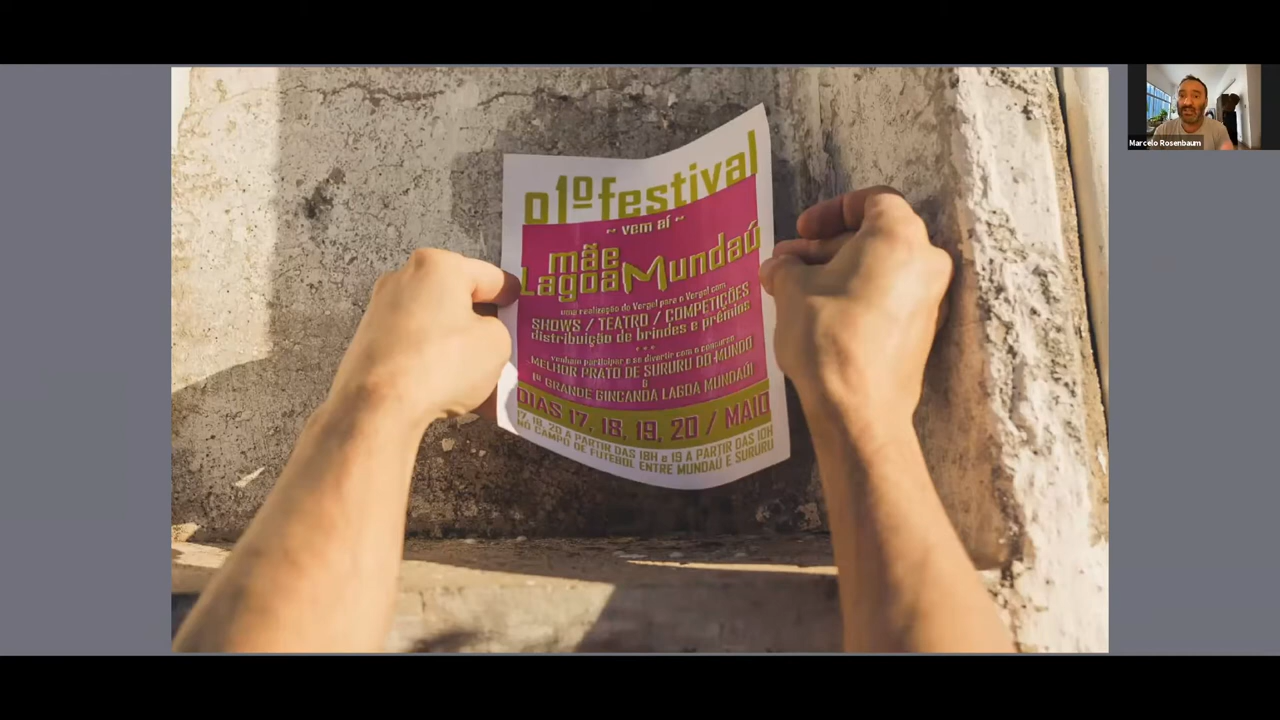 o 1º festival
~ vem aí ~
mãe
Lagoa Mundaú
uma realização do Vergel para o Vergel com
SHOWS / TEATRO / COMPETIÇÕES
distribuição de brindes e prêmios
venham participar e se divertir com o concurso
MELHOR PRATO DE SURURU DO MUNDO
&
1ª GRANDE GINCANDA LAGOA MUNDAÚ!
DIAS 17, 18, 19, 20 / MAIO
17, 18, 20 A PARTIR DAS 18H e 19 A PARTIR DAS 10H
NO CAMPO DE FUTEBOL ENTRE MUNDAÚ E SURURU
Marcelo Rosenbaum